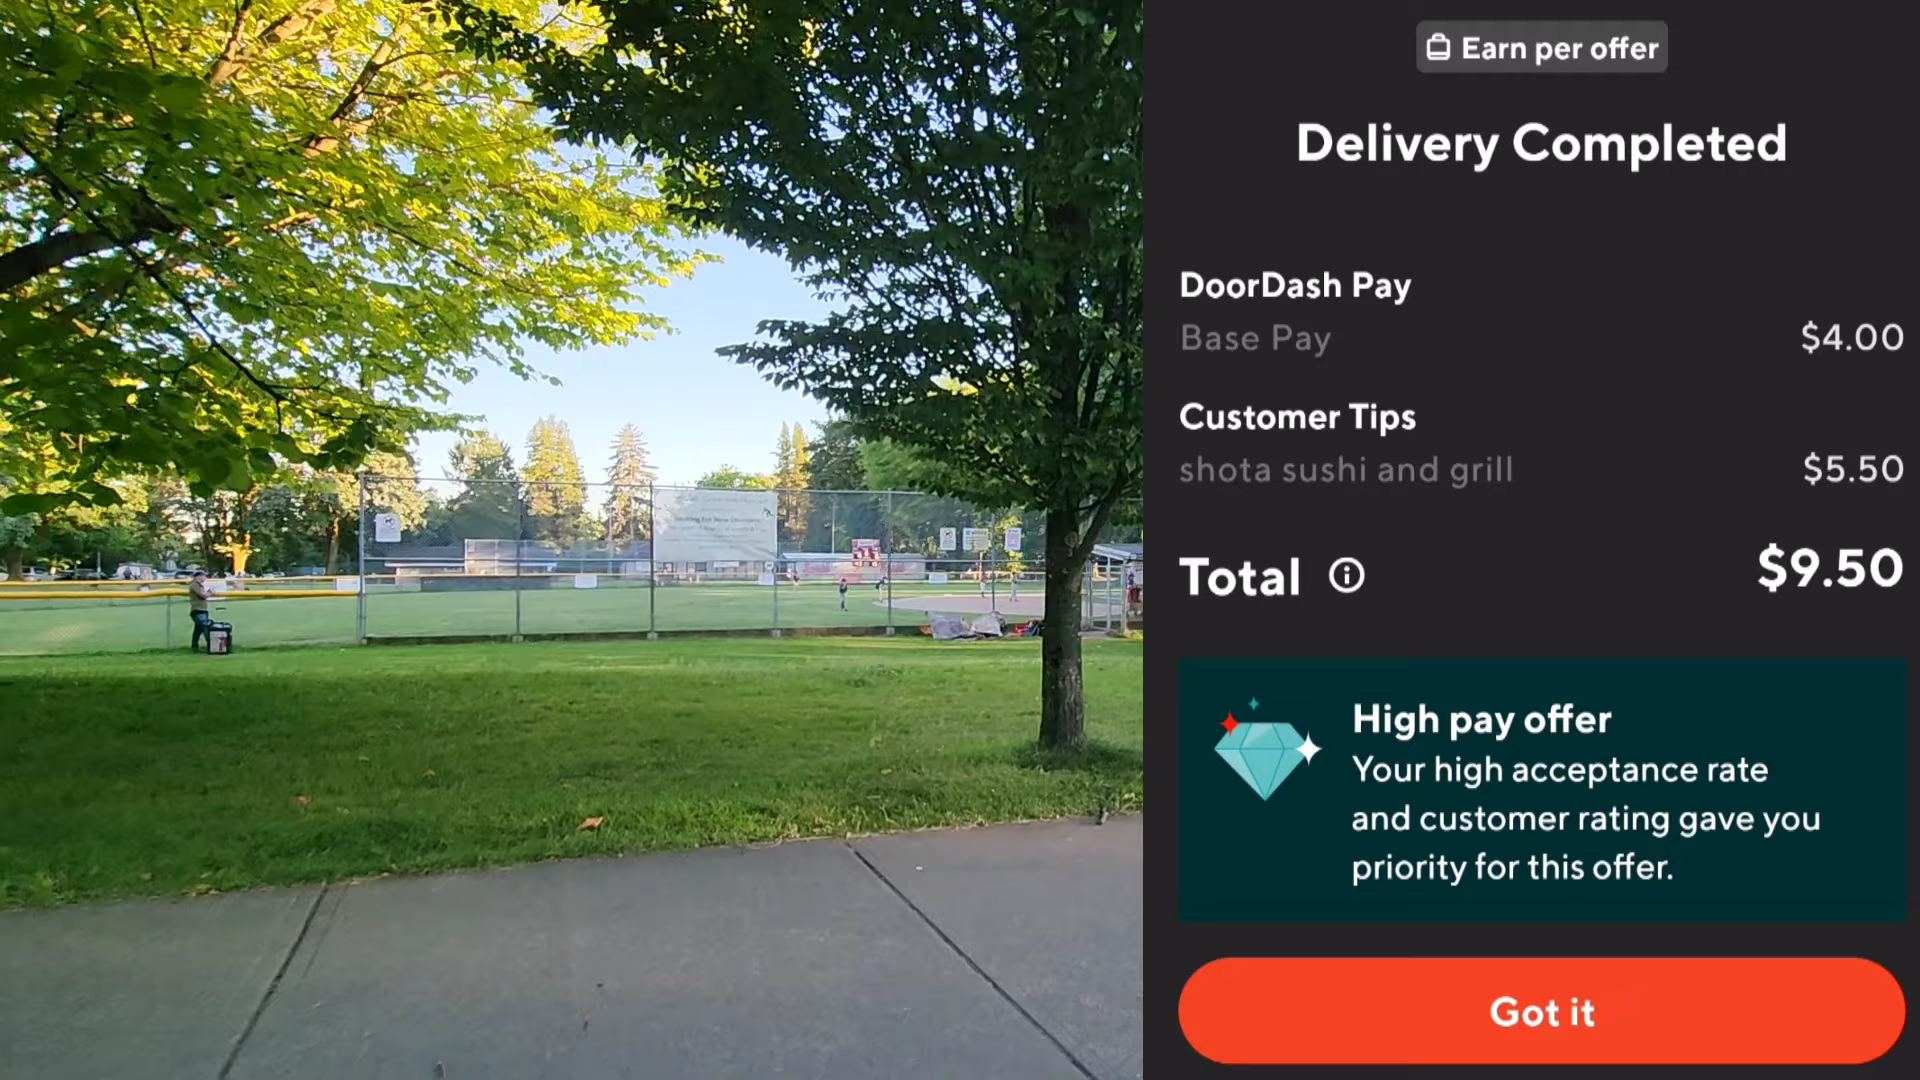 Earn per offer
Delivery Completed
DoorDash Pay
Base Pay
$4.00
Customer Tips
shota sushi and grill
$5.50
Total
$9.50
High pay offer
Your high acceptance rate
and customer rating gave you
priority for this offer.
Got it